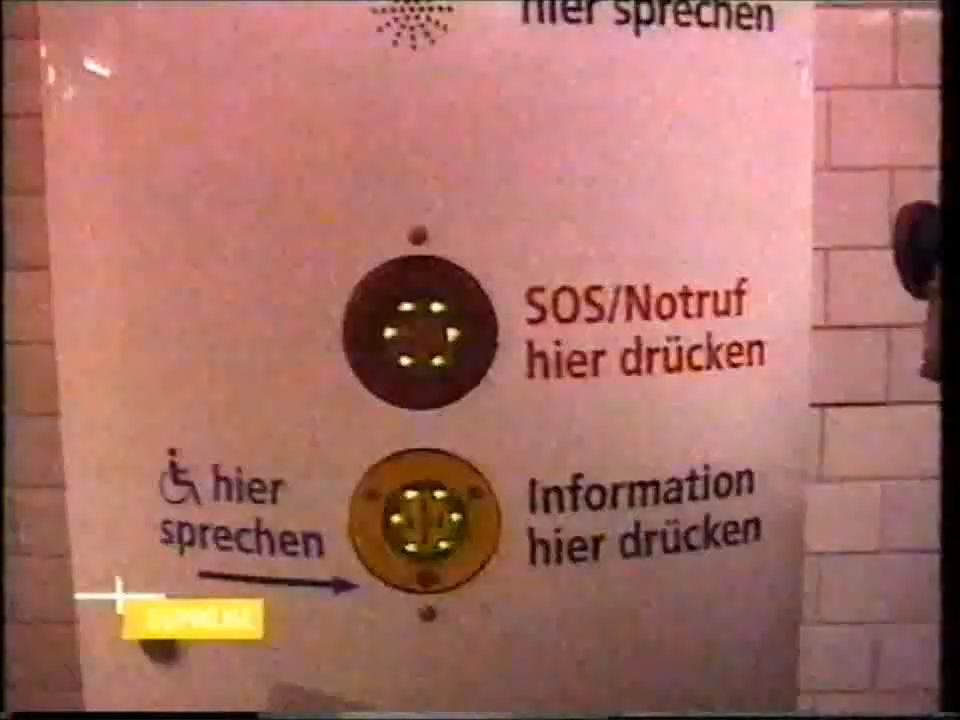 hier sprechen
SOS/Notruf
hier drücken
hier
sprechen
Information
hier drücken